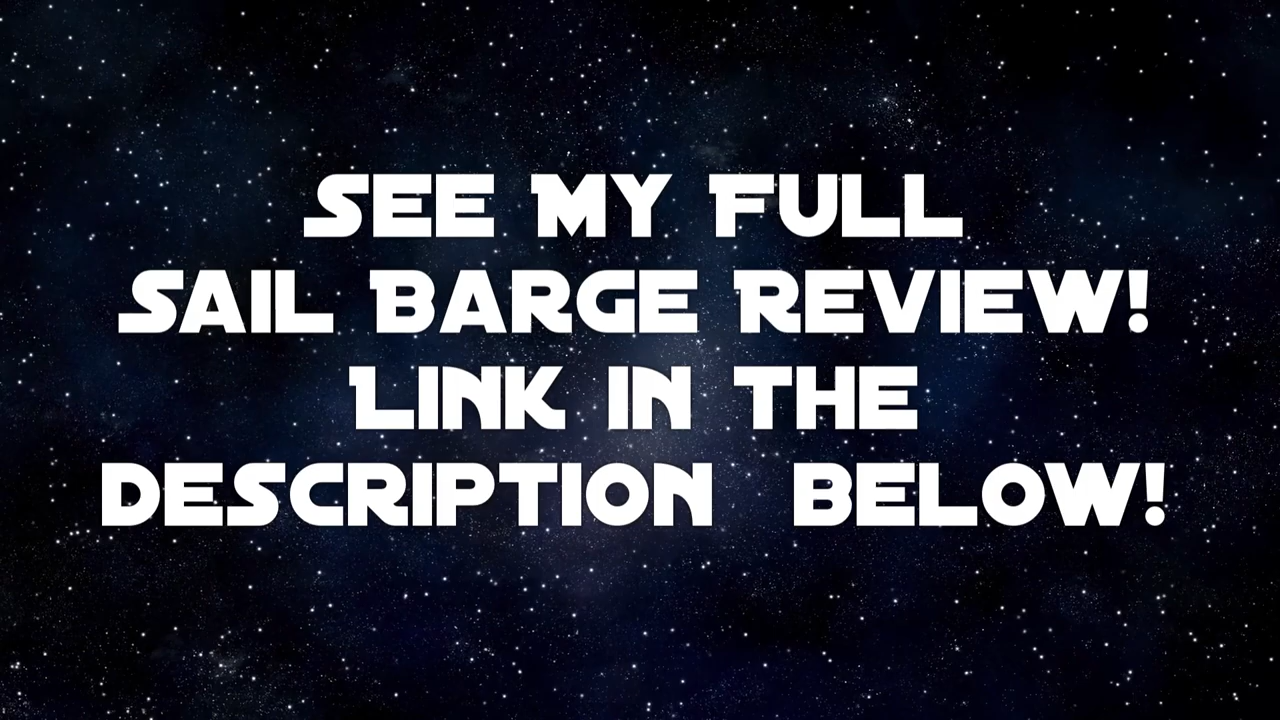 SEE MY FULL
SAIL BARGE REVIEW!
LINK IN THE
DESCRIPTION BELOW!